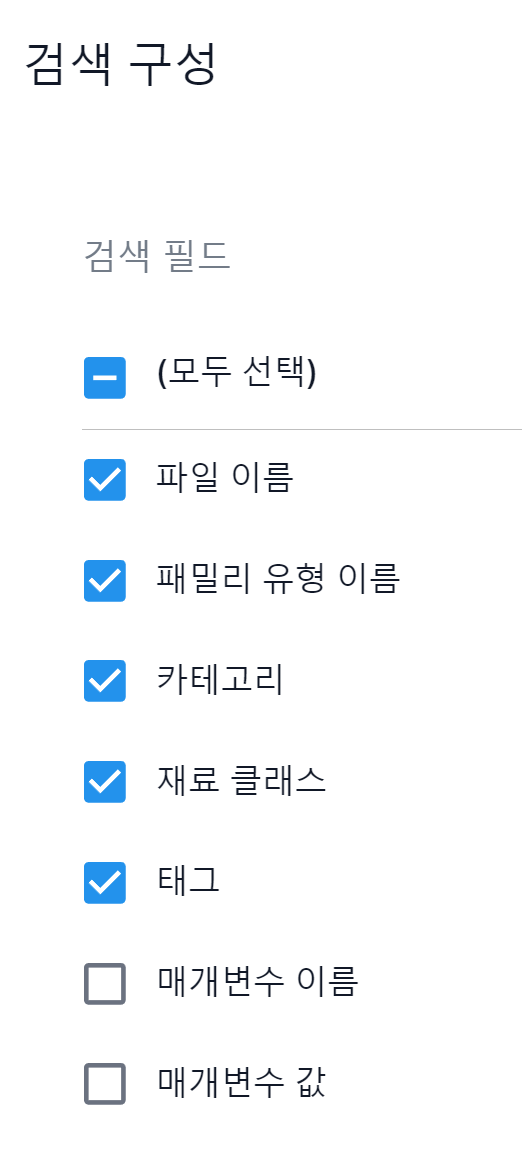 검색 구성
검색 필드
(모두 선택)
파일 이름
패밀리 유형 이름
카테고리
재료 클래스
태그
매개변수 이름
매개변수 값